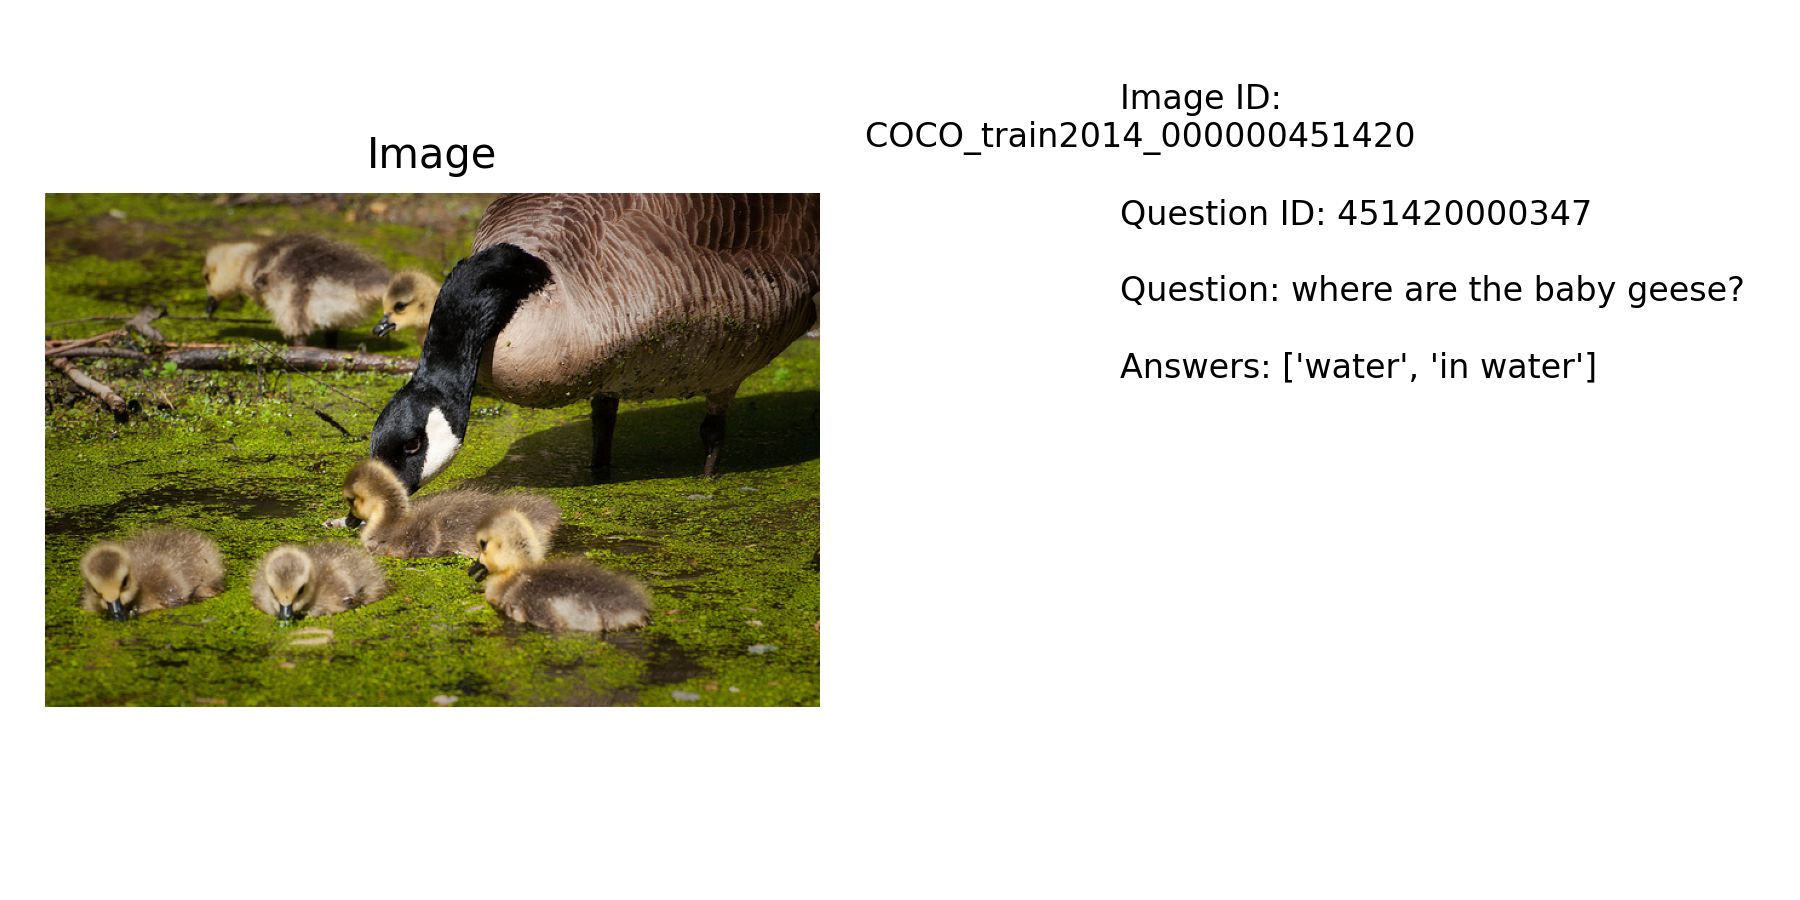 Image
Image ID:
COCO_train2014_000000451420
Question ID: 451420000347
Question: where are the baby geese?
Answers: ['water', 'in water']